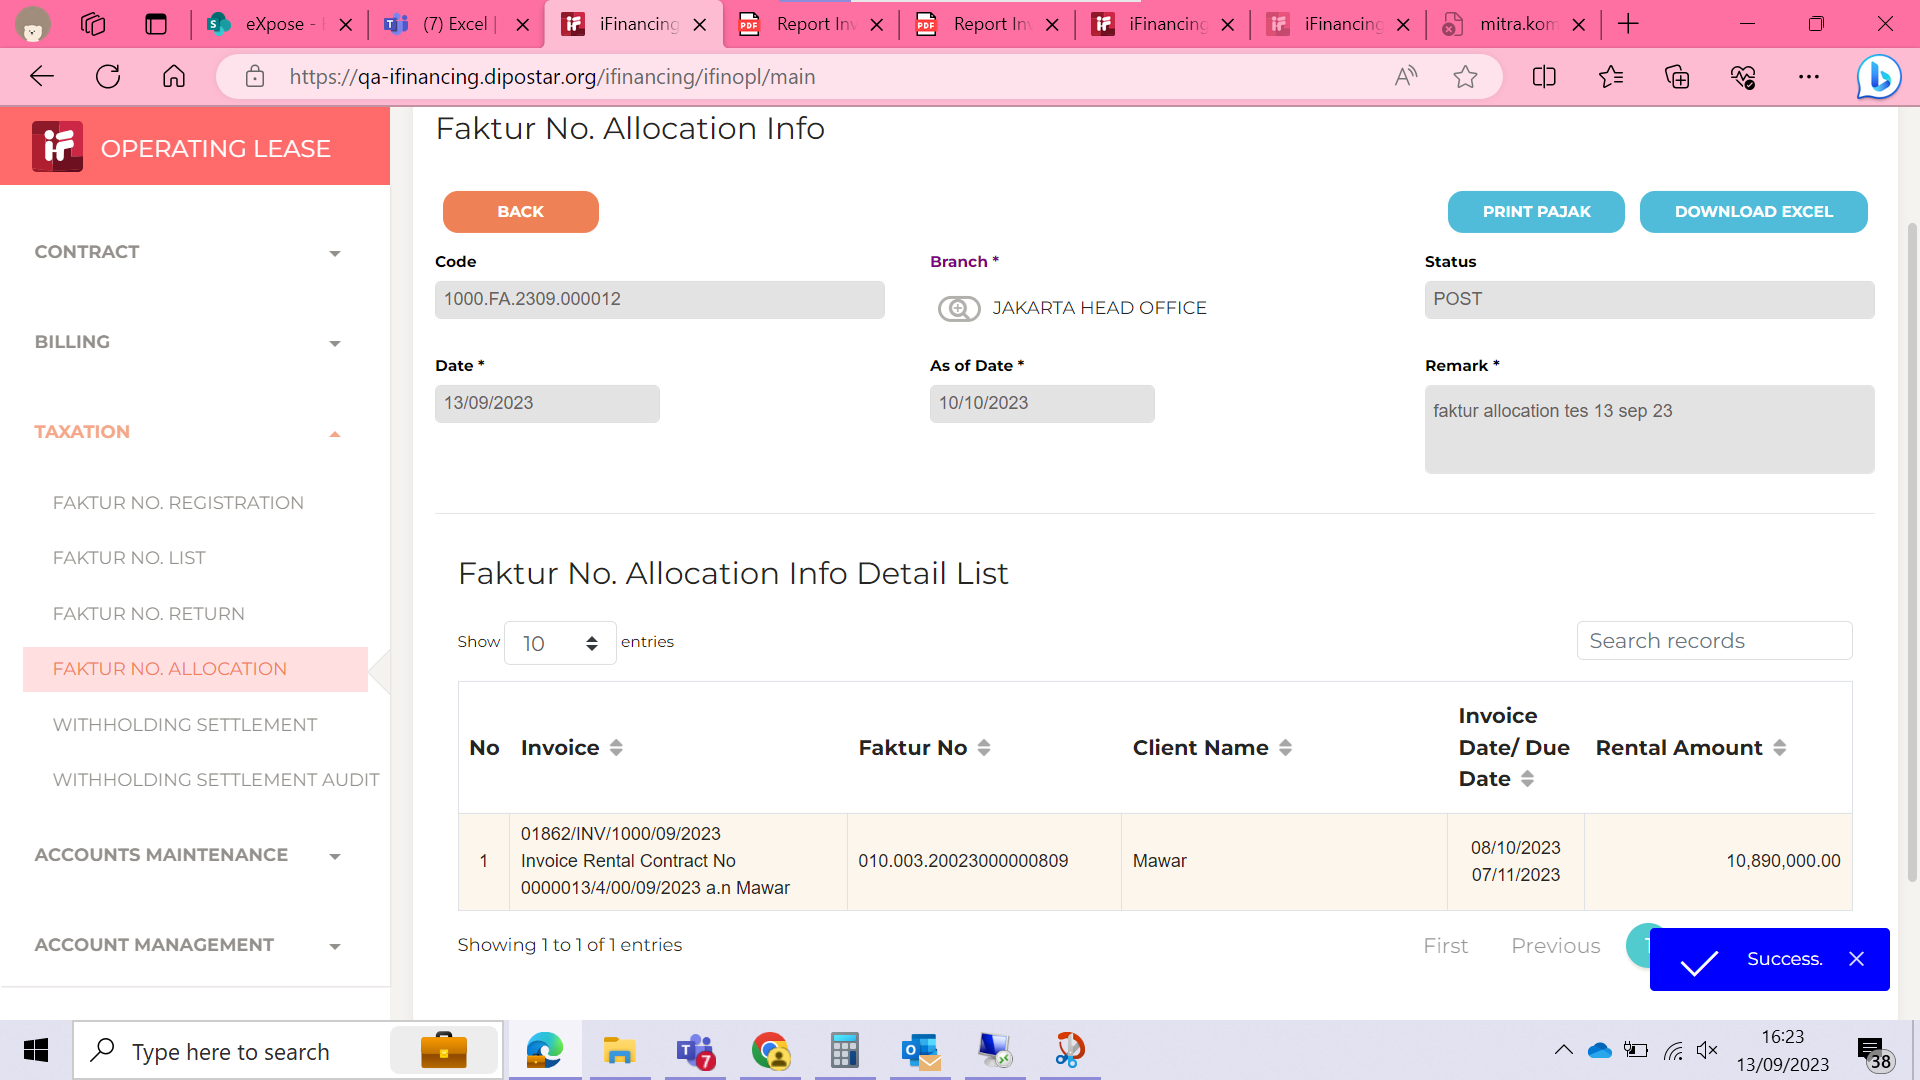 eXpose -
(7) Excel |
iFinancing
Report Inv
Report Inv
iFinancing
iFinancing
mitra.kom
https://qa-ifinancing.dipostar.org/ifinancing/ifinopl/main
iF OPERATING LEASE
CONTRACT
BILLING
TAXATION
FAKTUR NO. REGISTRATION
FAKTUR NO. LIST
FAKTUR NO. RETURN
FAKTUR NO. ALLOCATION
WITHHOLDING SETTLEMENT
WITHHOLDING SETTLEMENT AUDIT
ACCOUNTS MAINTENANCE
ACCOUNT MANAGEMENT
Faktur No. Allocation Info
BACK
PRINT PAJAK
DOWNLOAD EXCEL
Code
1000.FA.2309.000012
Branch *
JAKARTA HEAD OFFICE
Status
POST
Date *
13/09/2023
As of Date *
10/10/2023
Remark *
faktur allocation tes 13 sep 23
Faktur No. Allocation Info Detail List
Show 10 entries
Search records
No
Invoice
Faktur No
Client Name
Invoice
Date/ Due
Date
Rental Amount
1
01862/INV/1000/09/2023
Invoice Rental Contract No
0000013/4/00/09/2023 a.n Mawar
010.003.20023000000809
Mawar
08/10/2023
07/11/2023
10,890,000.00
Showing 1 to 1 of 1 entries
First
Previous
Success.
Type here to search
7
16:23
13/09/2023
38